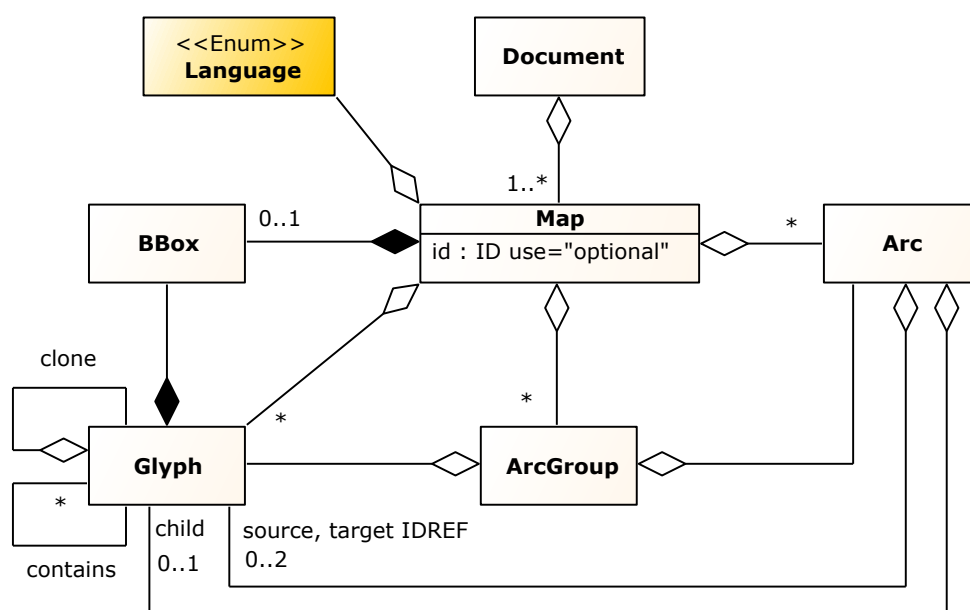 <<Enum>>
Language
Document
1..*
0..1
Map
id : ID use="optional"
*
BBox
Arc
clone
*
*
Glyph
ArcGroup
*
child
source, target IDREF
0..1
0..2
contains